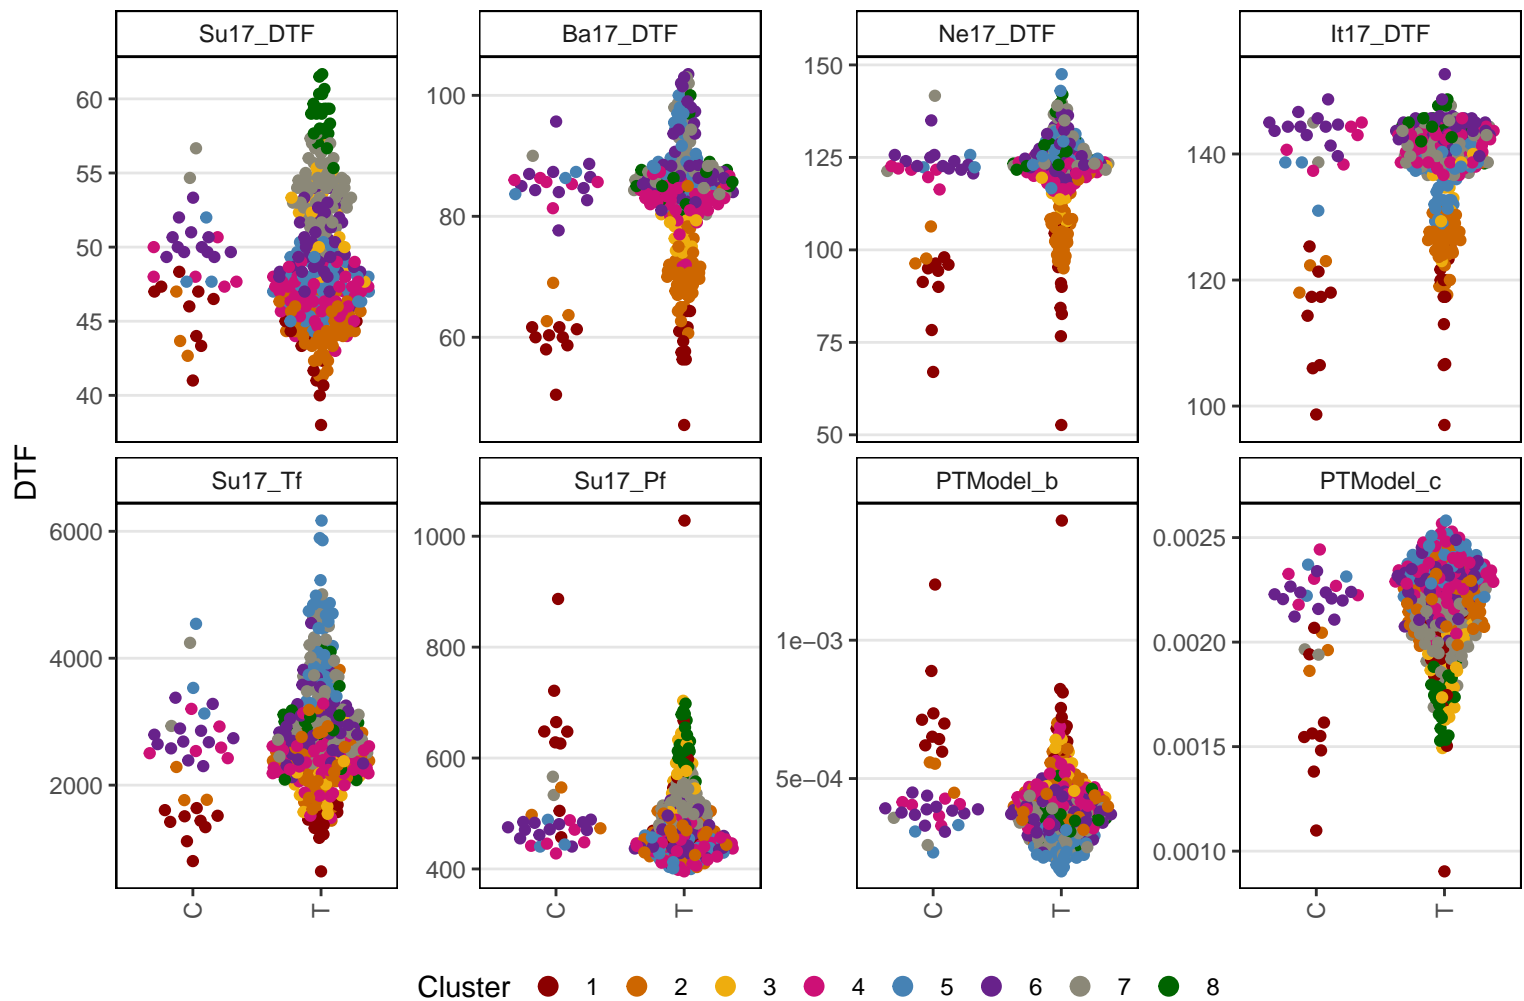 Su17_DTF Ba17_DTF Ne17_DTF It17_DTF
60 55 50 45 40
100 80 60
150 125 100 75 50
140 120 100
DTF
Su17_Tf Su17_Pf PTModel_b PTModel_c
6000 4000 2000
1000 800 600 400
1e−03 5e−04
0.0025 0.0020 0.0015 0.0010
C T C T C T C T
Cluster 1 2 3 4 5 6 7 8